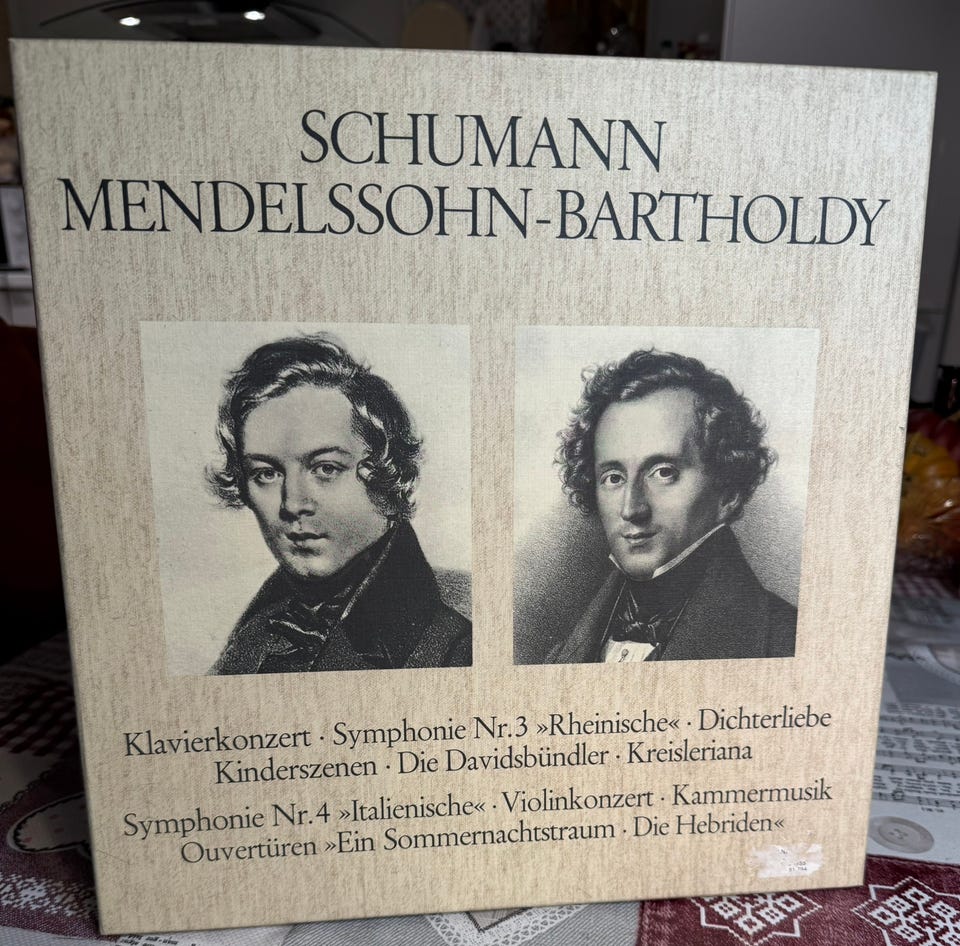 SCHUMANN
MENDELSSOHN-BARTHOLDY
Klavierkonzert · Symphonie Nr. 3 »Rheinische« · Dichterliebe
Kinderszenen · Die Davidsbündler · Kreisleriana
Symphonie Nr. 4 »Italienische« · Violinkonzert · Kammermusik
Ouvertüren »Ein Sommernachtstraum · Die Hebriden«